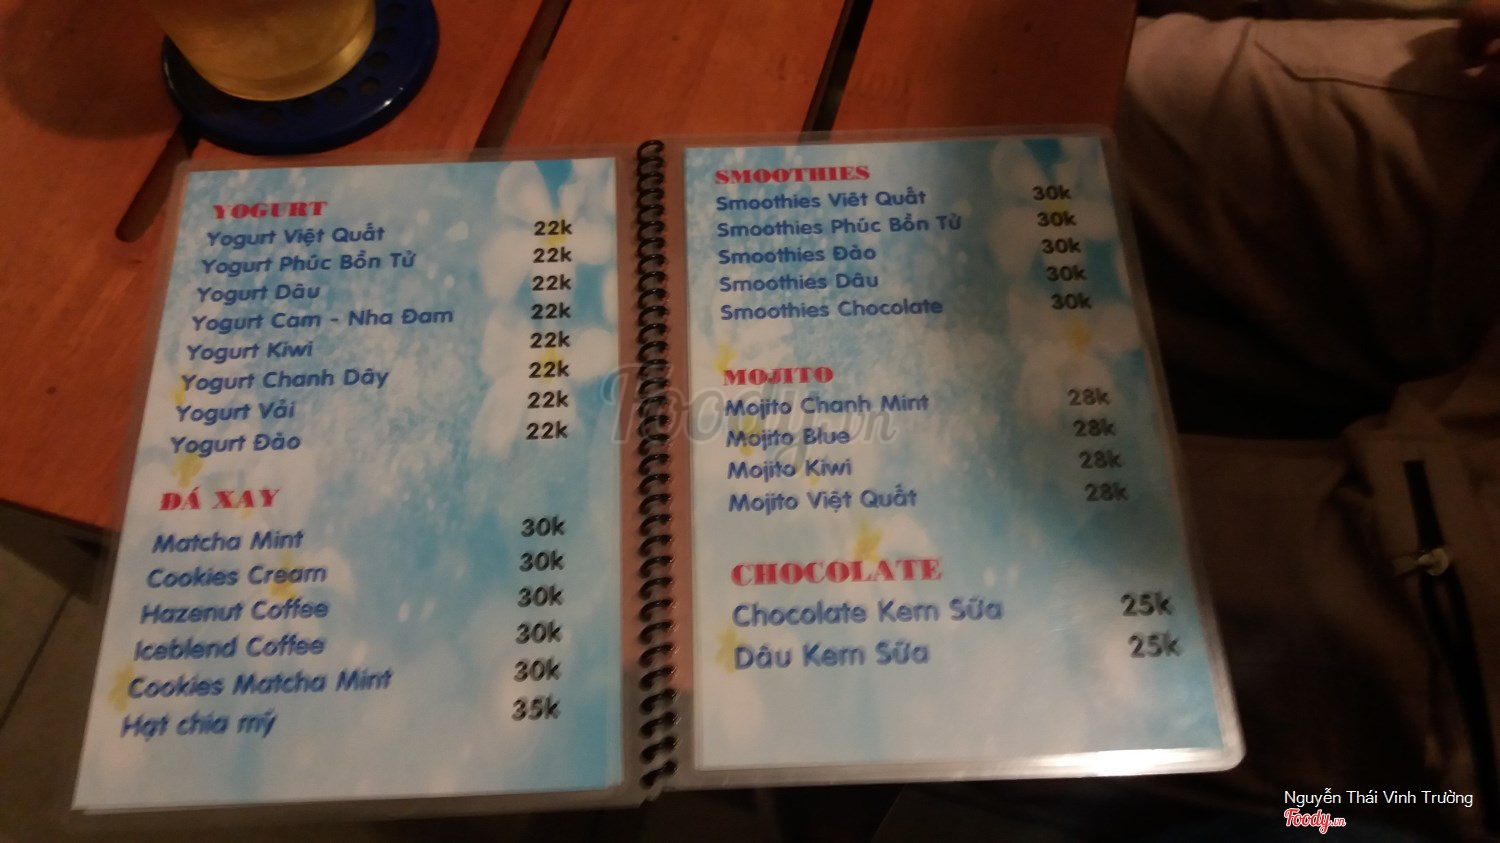 YOGURT
Yogurt Việt Quất 22k
Yogurt Phúc Bồn Tử 22k
Yogurt Dâu 22k
Yogurt Cam - Nha Đam 22k
Yogurt Kiwi 22k
Yogurt Chanh Dây 22k
Yogurt Vải 22k
Yogurt Đào 22k
ĐÁ XAY
Matcha Mint 30k
Cookies Cream 30k
Hazenut Coffee 30k
Iceblend Coffee 30k
Cookies Matcha Mint 30k
Hạt chia mỹ 35k
SMOOTHIES
Smoothies Việt Quất 30k
Smoothies Phúc Bồn Tử 30k
Smoothies Đào 30k
Smoothies Dâu 30k
Smoothies Chocolate 30k
MOJITO
Mojito Chanh Mint 28k
Mojito Blue 28k
Mojito Kiwi 28k
Mojito Việt Quất 28k
CHOCOLATE
Chocolate Kem Sữa 25k
Dâu Kem Sữa 25k
Foody.vn
Nguyễn Thái Vinh Trường
Foody.vn